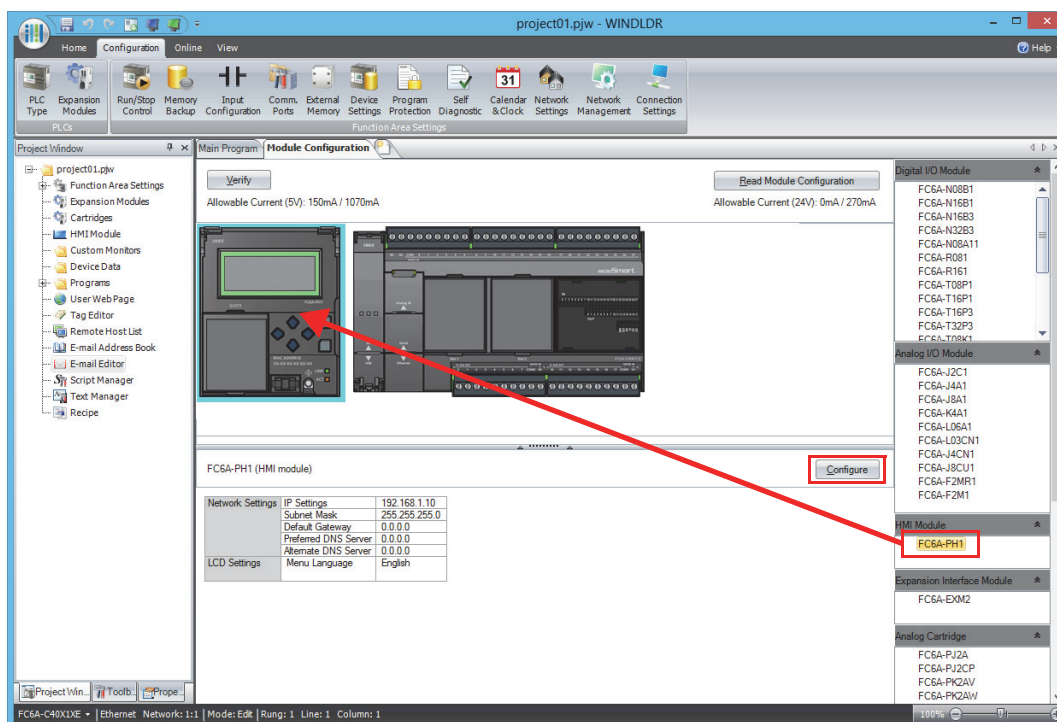 project01.pjw - WINDLDR
Home Configuration Online View Help
PLC Type
Expansion Modules
Run/Stop Control
Memory Backup
Input Configuration
Comm. Ports
External Memory
Device Settings
Program Protection
Self Diagnostic
31
Calendar &Clock
Network Settings
Network Management
Connection Settings
PLCs
Function Area Settings
Project Window
project01.pjw
Function Area Settings
Expansion Modules
Cartridges
HMI Module
Custom Monitors
Device Data
Programs
User Web Page
Tag Editor
Remote Host List
E-mail Address Book
E-mail Editor
Script Manager
Text Manager
Recipe
Project Win...
Toolb...
Prope...
Main Program
Module Configuration
Verify
Read Module Configuration
Allowable Current (5V): 150mA / 1070mA
Allowable Current (24V): 0mA / 270mA
FC6A-PH1
MAC ADDRESS
microSmart
FC6A-PH1 (HMI module)
Configure
Network Settings IP Settings 192.168.1.10
Subnet Mask 255.255.255.0
Default Gateway 0.0.0.0
Preferred DNS Server 0.0.0.0
Alternate DNS Server 0.0.0.0
LCD Settings Menu Language English
Digital I/O Module
FC6A-N08B1
FC6A-N16B1
FC6A-N16B3
FC6A-N32B3
FC6A-N08A11
FC6A-R081
FC6A-R161
FC6A-T08P1
FC6A-T16P1
FC6A-T16P3
FC6A-T32P3
FC6A-T08K1
Analog I/O Module
FC6A-J2C1
FC6A-J4A1
FC6A-J8A1
FC6A-K4A1
FC6A-L06A1
FC6A-L03CN1
FC6A-J4CN1
FC6A-J8CU1
FC6A-F2MR1
FC6A-F2M1
HMI Module
FC6A-PH1
Expansion Interface Module
FC6A-EXM2
Analog Cartridge
FC6A-PJ2A
FC6A-PJ2CP
FC6A-PK2AV
FC6A-PK2AW
FC6A-C40X1XE Ethernet Network: 1:1 Mode: Edit Rung: 1 Line: 1 Column: 1
100%